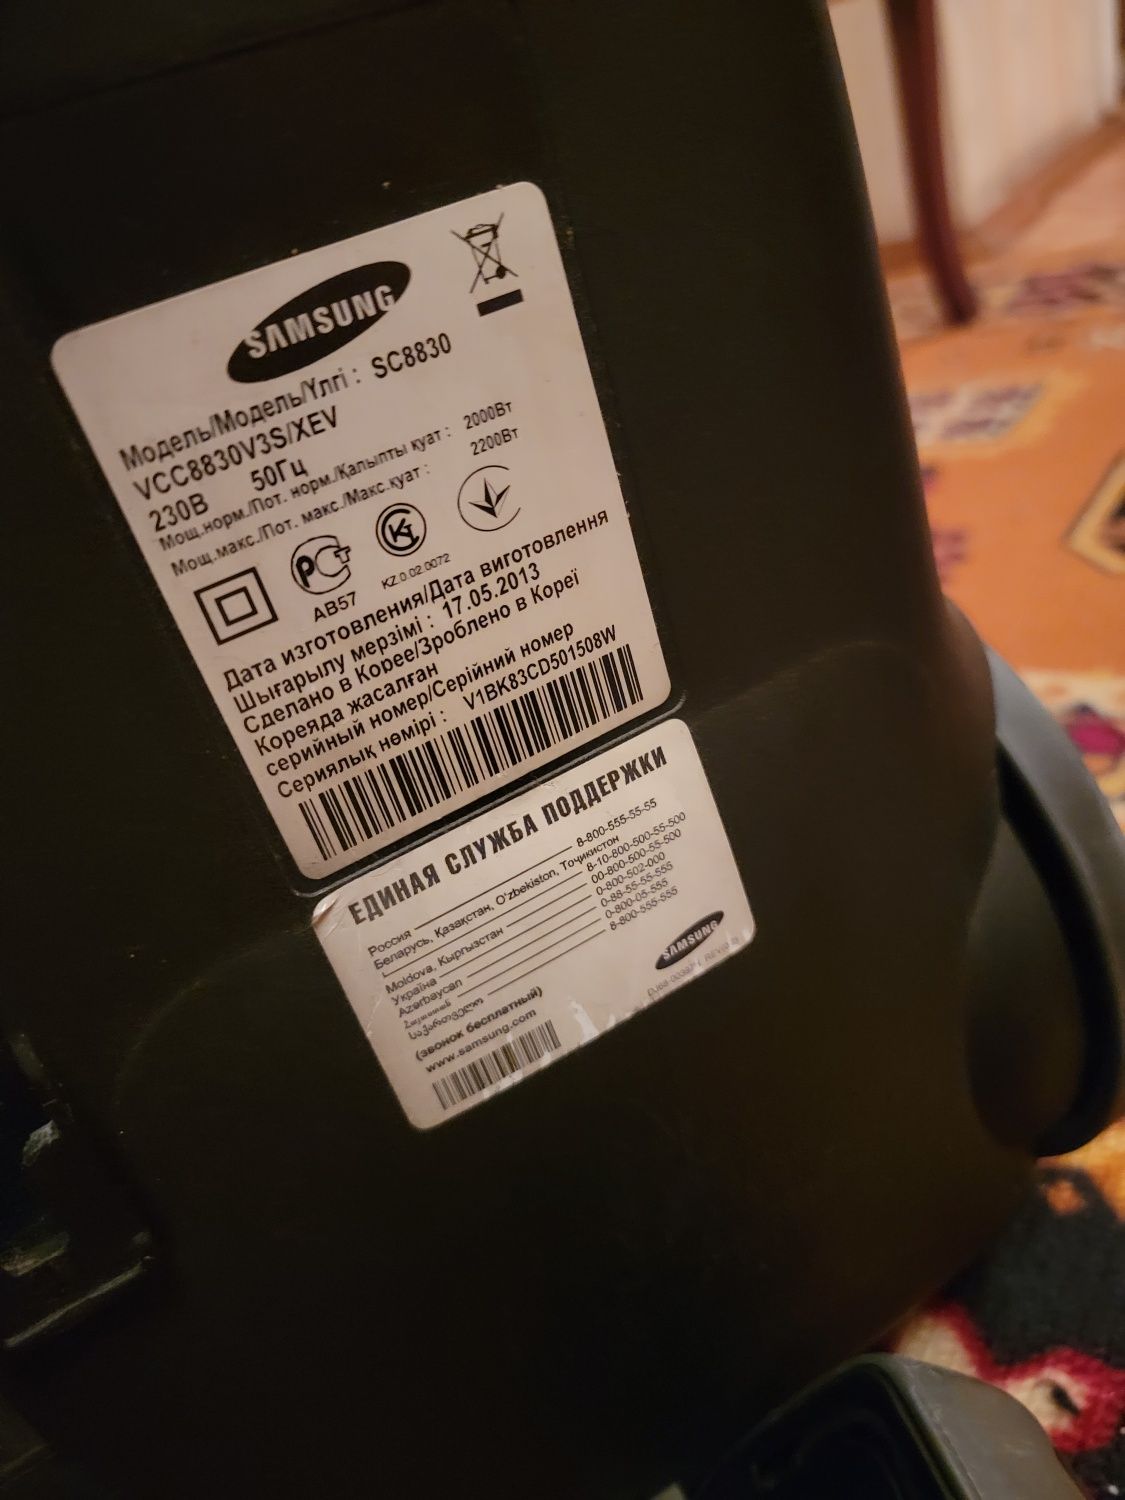 SAMSUNG
Модель/Модель/Үлгі : SC8830
VCC8830V3S/XEV
230В 50Гц
Мощ.норм./Пот. норм./Қалыпты қуат : 2000Вт
Мощ.макс./Пот. макс./Макс.қуат : 2200Вт
АВ57
KZ.0.02.0072
Дата изготовления/Дата виготовлення
Шығарылу мерзімі : 17.05.2013
Сделано в Корее/Зроблено в Кореї
Кореяда жасалған
серийный номер/Серійний номер
Сериялық нөмірі : V1BK83CD501508W
ЕДИНАЯ СЛУЖБА ПОДДЕРЖКИ
Россия 8-800-555-55-55
Беларусь, Қазақстан, O'zbekiston, Тоҷикистон
8-10-800-500-55-500
Moldova, Кыргызстан 00-800-500-55-500
Україна 0-800-502-000
Azərbaycan 0-88-55-55-555
Հայաստան 0-800-05-555
საქართველო 8-800-555-555
(звонок бесплатный)
www.samsung.com
SAMSUNG